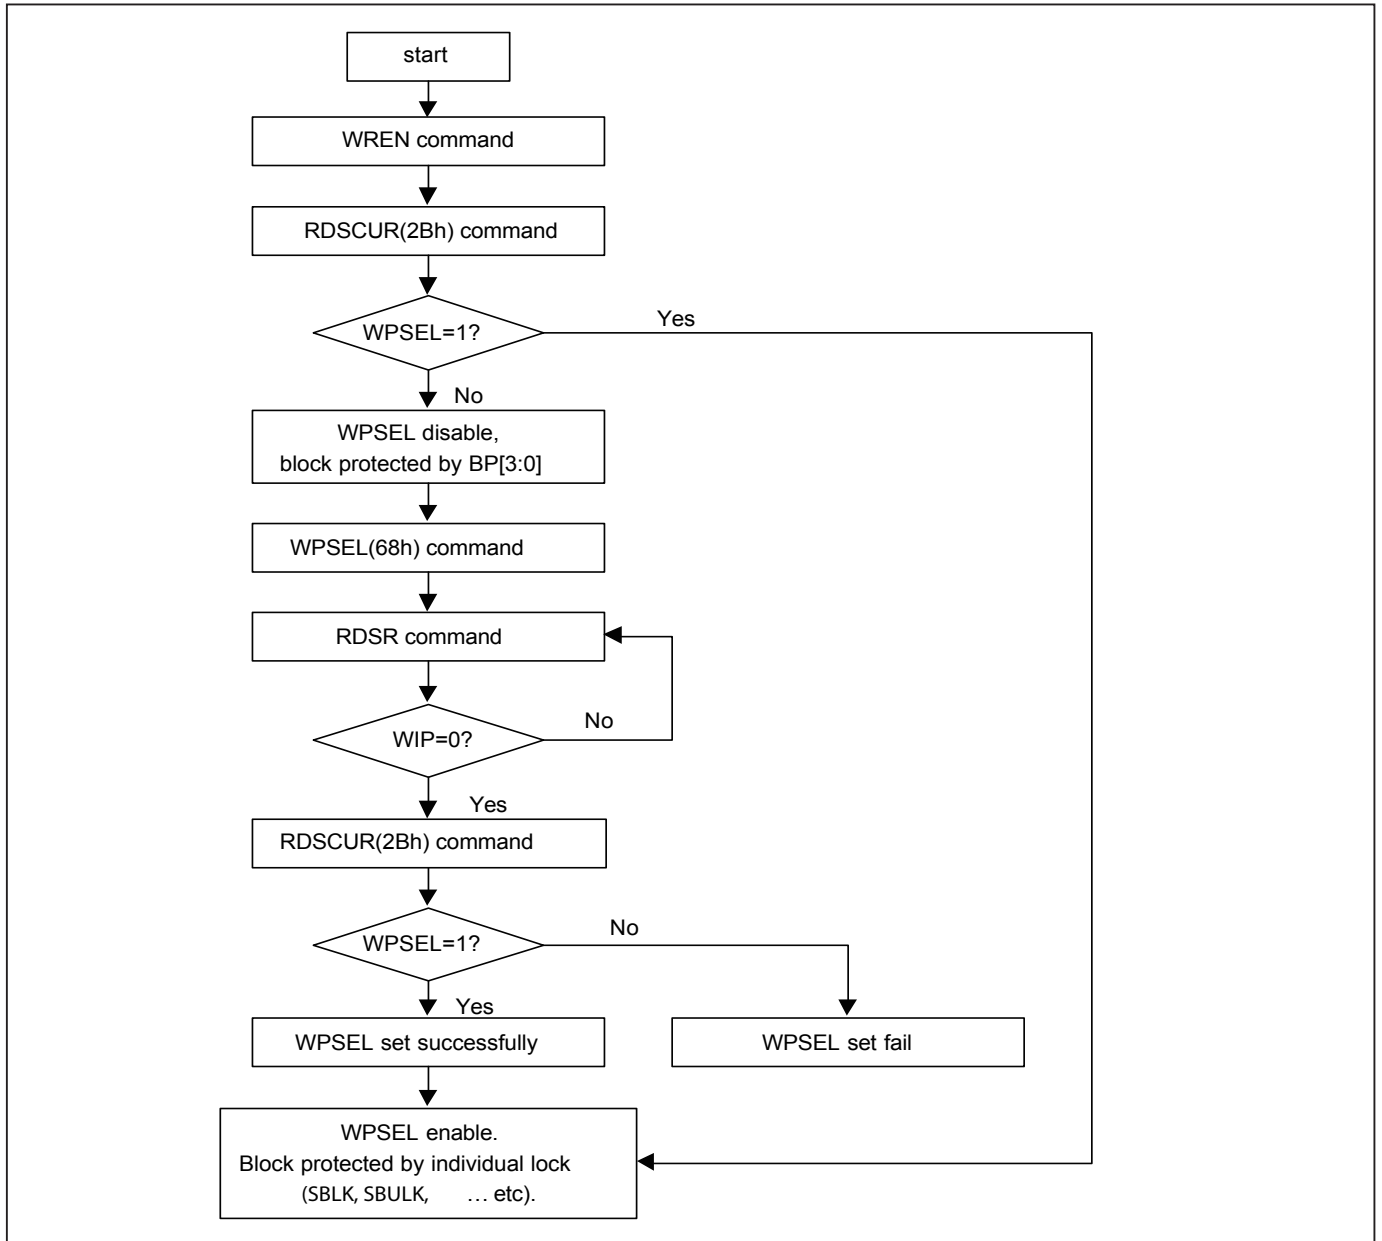 start
WREN command
RDSCUR(2Bh) command
WPSEL=1?
Yes
No
WPSEL disable,
block protected by BP[3:0]
WPSEL(68h) command
RDSR command
WIP=0?
No
Yes
RDSCUR(2Bh) command
WPSEL=1?
No
Yes
WPSEL set successfully
WPSEL set fail
WPSEL enable.
Block protected by individual lock
(SBLK, SBULK, … etc).